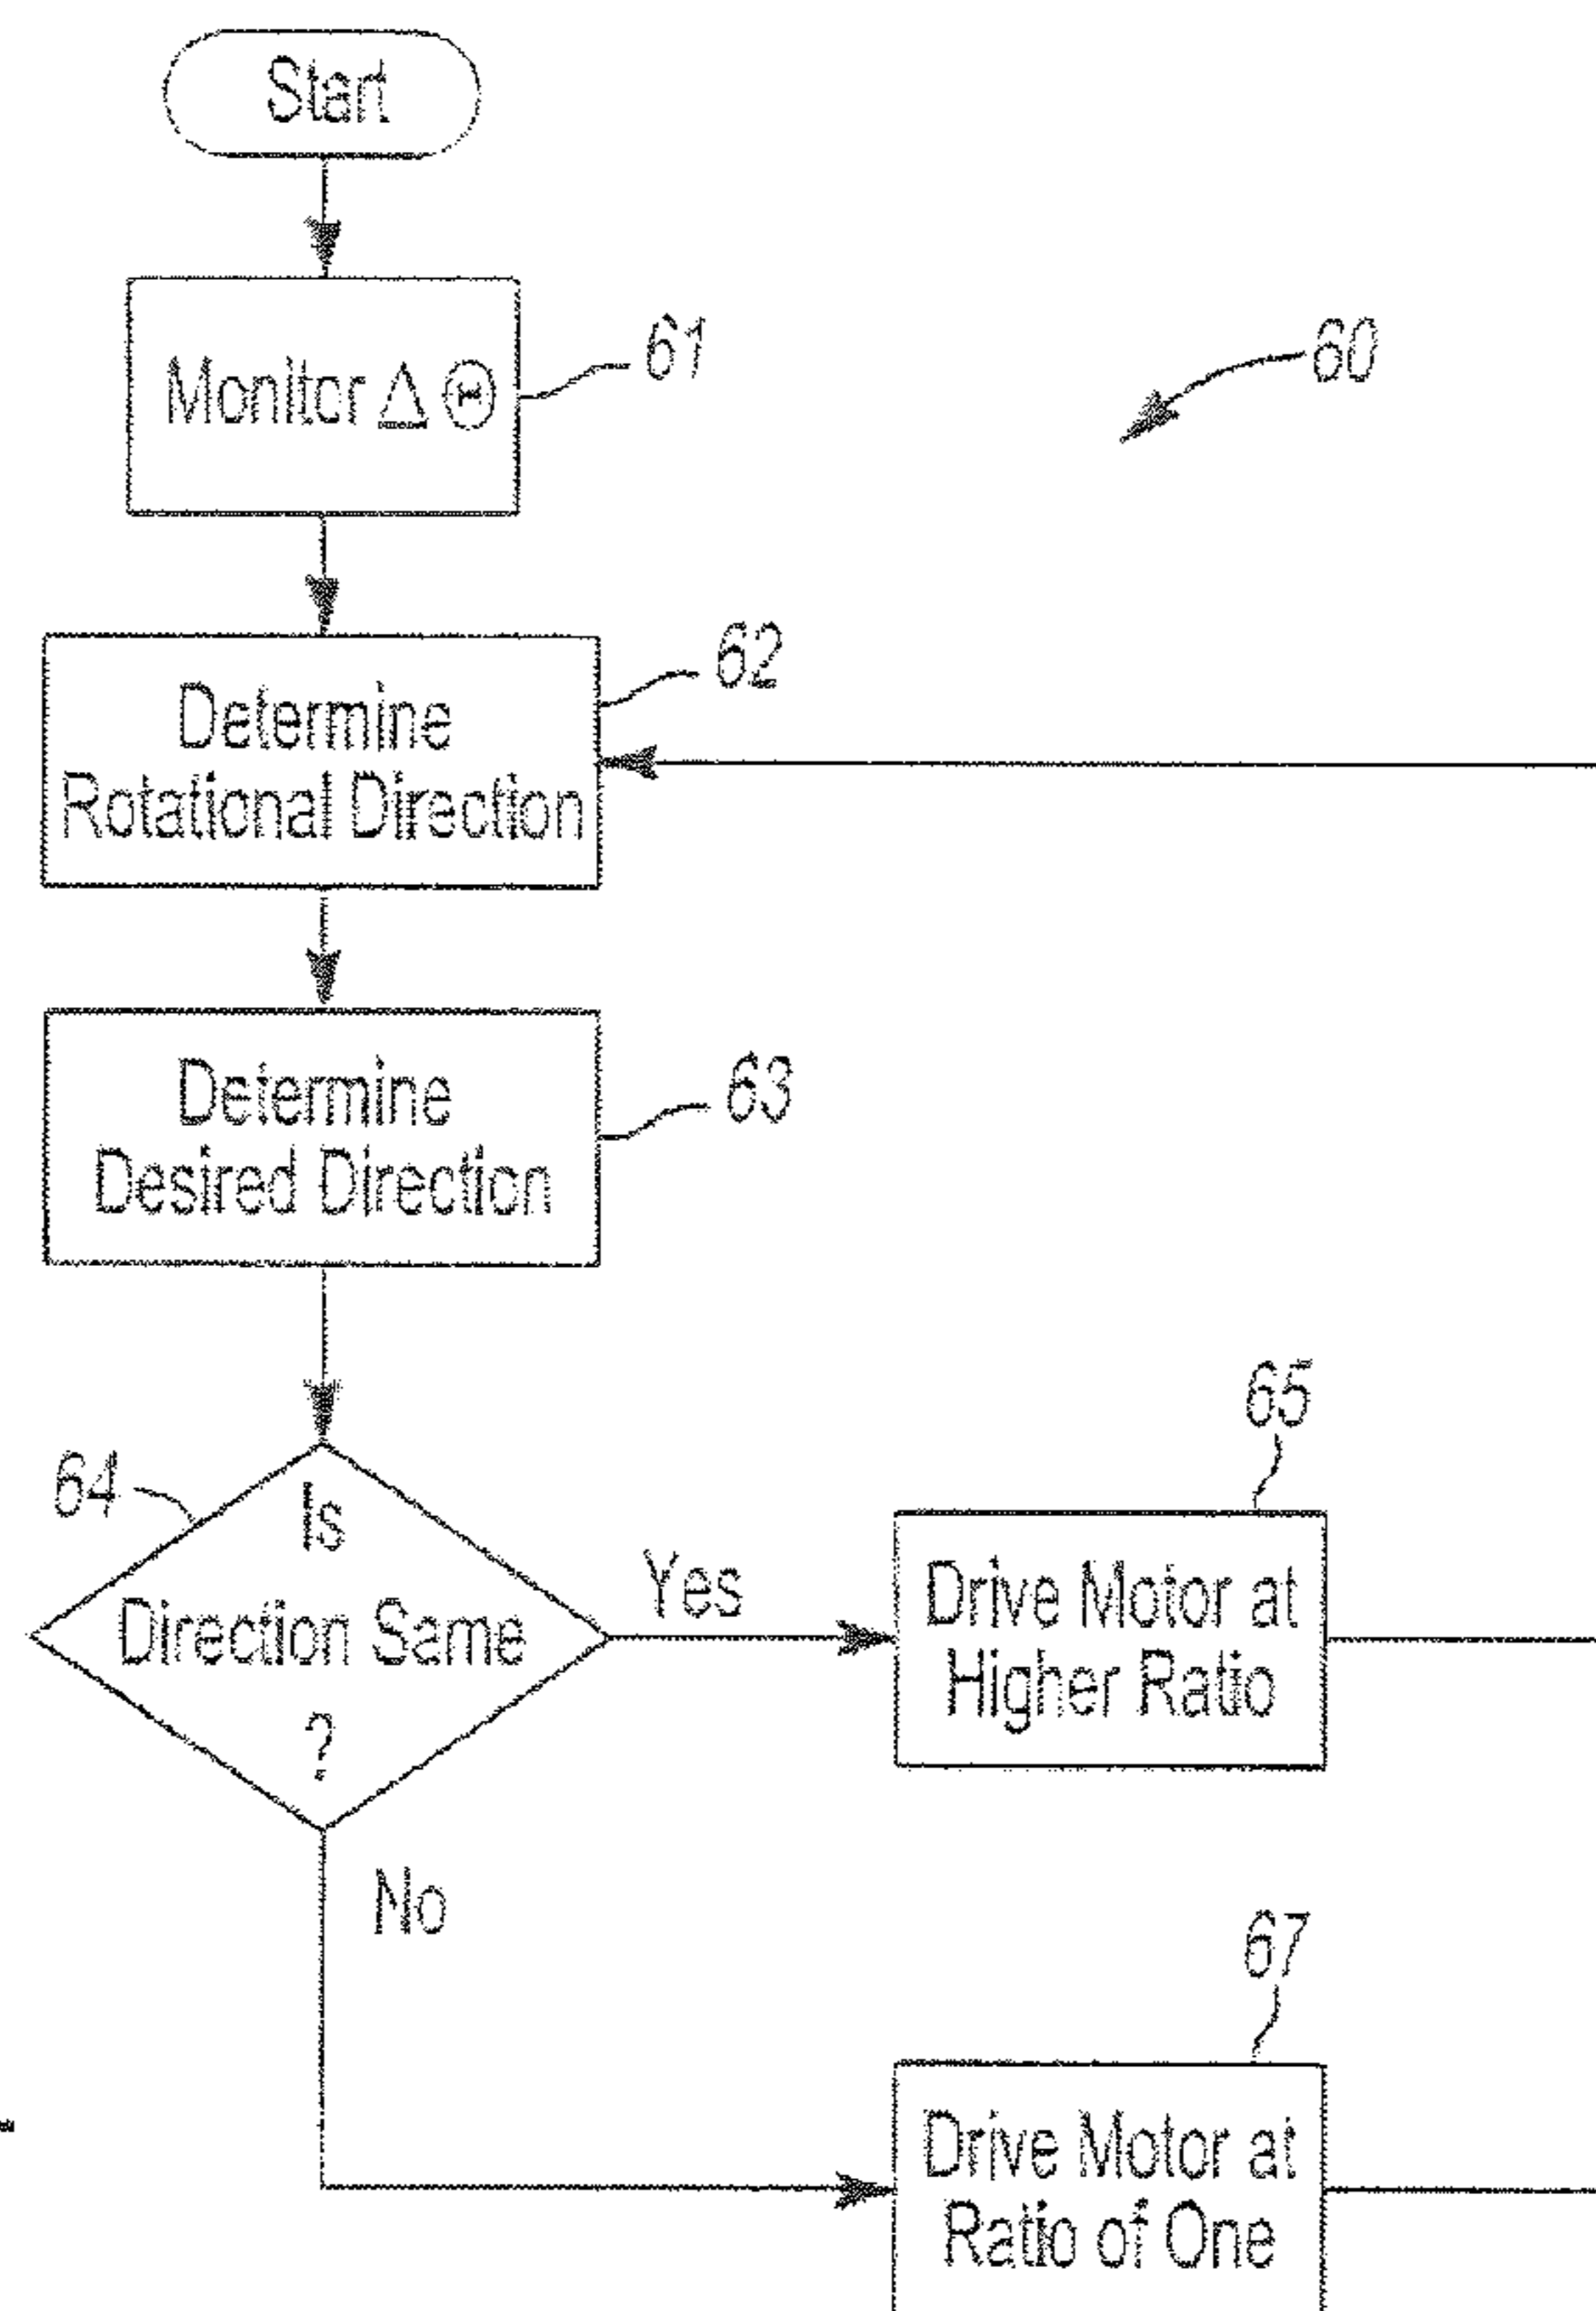 Start
Monitor Δ Θ
61
60
62
Determine
Rotational Direction
63
Determine
Desired Direction
64
Is
Direction Same
?
Yes
65
Drive Motor at
Higher Ratio
No
67
Drive Motor at
Ratio of One